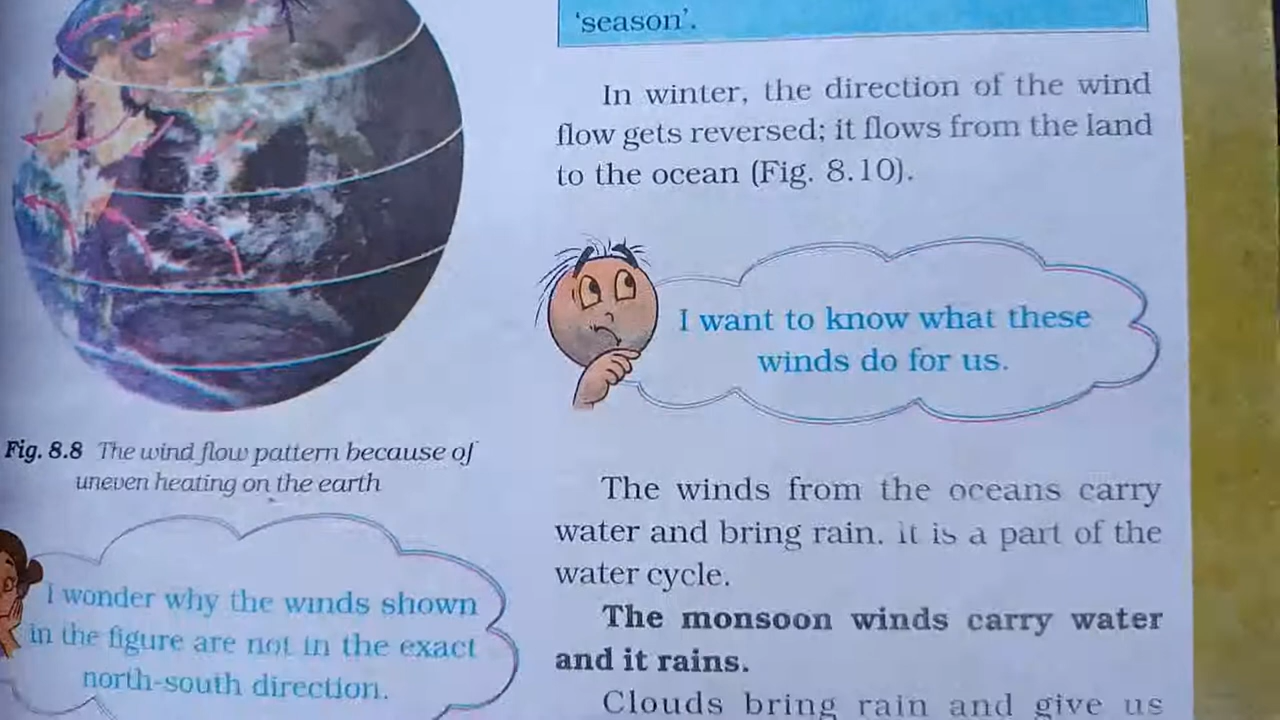 Fig. 8.8 The wind flow pattern because of
uneven heating on the earth
I wonder why the winds shown
in the figure are not in the exact
north-south direction.
'season'.
In winter, the direction of the wind
flow gets reversed; it flows from the land
to the ocean (Fig. 8.10).
I want to know what these
winds do for us.
The winds from the oceans carry
water and bring rain. It is a part of the
water cycle.
The monsoon winds carry water
and it rains.
Clouds bring rain and give us